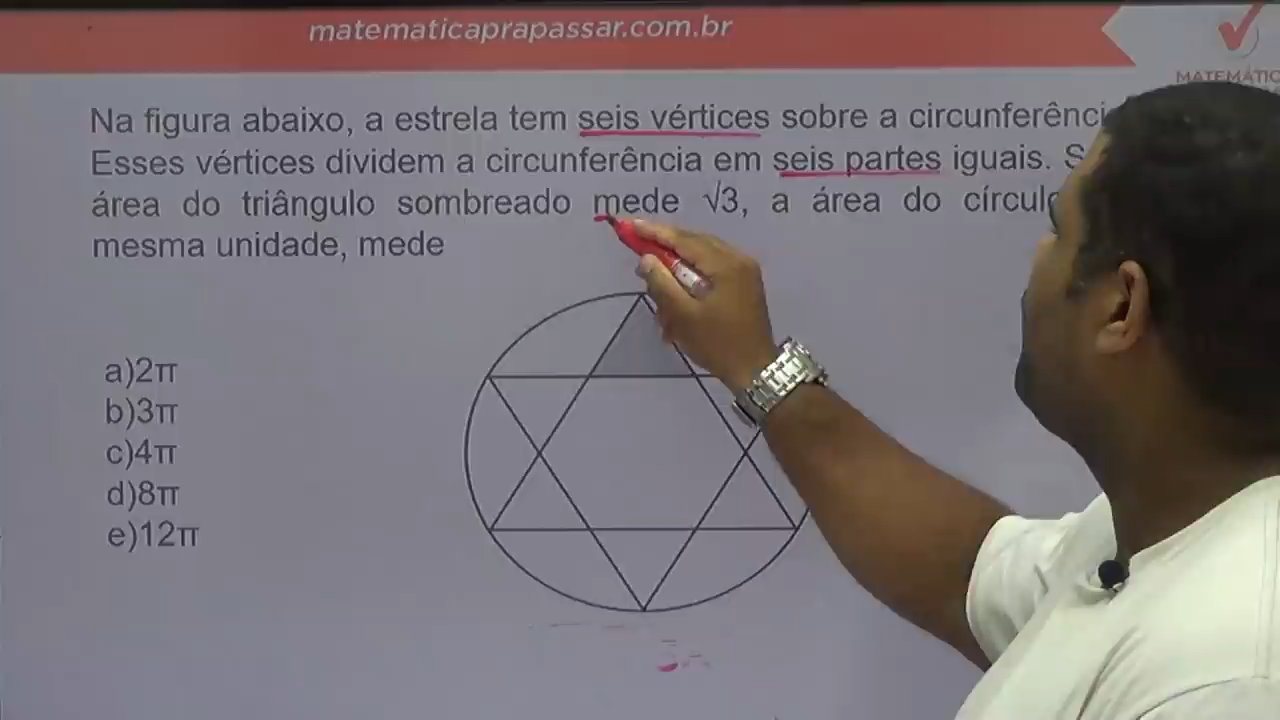 matematicaprapassar.com.br
MATEMÁTIC
Na figura abaixo, a estrela tem seis vértices sobre a circunferênci
Esses vértices dividem a circunferência em seis partes iguais. S
área do triângulo sombreado mede √3, a área do círculo
mesma unidade, mede
a)2π
b)3π
c)4π
d)8π
e)12π